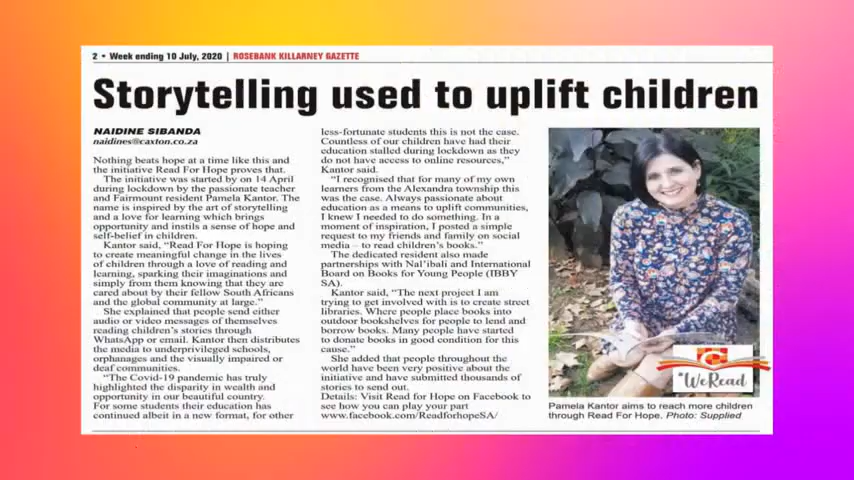 2 • Week ending 10 July, 2020 | ROSEBANK KILLARNEY GAZETTE
Storytelling used to uplift children
NAIDINE SIBANDA
naidines@caxton.co.za
Nothing beats hope at a time like this and
the initiative Read For Hope proves that.
The initiative was started by on 14 April
during lockdown by the passionate teacher
and Fairmount resident Pamela Kantor. The
name is inspired by the art of storytelling
and a love for learning which brings
opportunity and instils a sense of hope and
self-belief in children.
Kantor said, “Read For Hope is hoping
to create meaningful change in the lives
of children through a love of reading and
learning, sparking their imaginations and
simply from them knowing that they are
cared about by their fellow South Africans
and the global community at large.”
She explained that people send either
audio or video messages of themselves
reading children's stories through
WhatsApp or email. Kantor then distributes
the media to underprivileged schools,
orphanages and the visually impaired or
deaf communities.
“The Covid-19 pandemic has truly
highlighted the disparity in wealth and
opportunity in our beautiful country.
For some students their education has
continued albeit in a new format, for other
less-fortunate students this is not the case.
Countless of our children have had their
education stalled during lockdown as they
do not have access to online resources,”
Kantor said.
“I recognised that for many of my own
learners from the Alexandra township this
was the case. Always passionate about
education as a means to uplift communities,
I knew I needed to do something. In a
moment of inspiration, I posted a simple
request to my friends and family on social
media – to read children's books.”
The dedicated resident also made
partnerships with Nal'ibali and International
Board on Books for Young People (IBBY
SA).
Kantor said, “The next project I am
trying to get involved with is to create street
libraries. Where people place books into
outdoor bookshelves for people to lend and
borrow books. Many people have started
to donate books in good condition for this
cause.”
She added that people throughout the
world have been very positive about the
initiative and have submitted thousands of
stories to send out.
Details: Visit Read for Hope on Facebook to
see how you can play your part
www.facebook.com/ReadforhopeSA/
#WeRead
Pamela Kantor aims to reach more children
through Read For Hope. Photo: Supplied